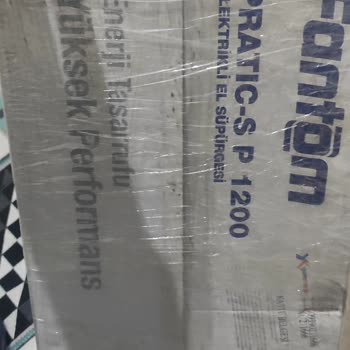 Fantom
PRATIC-S P 1200
ELEKTRİKLİ EL SÜPÜRGESİ
Enerji Tasarrufu
Yüksek Performans